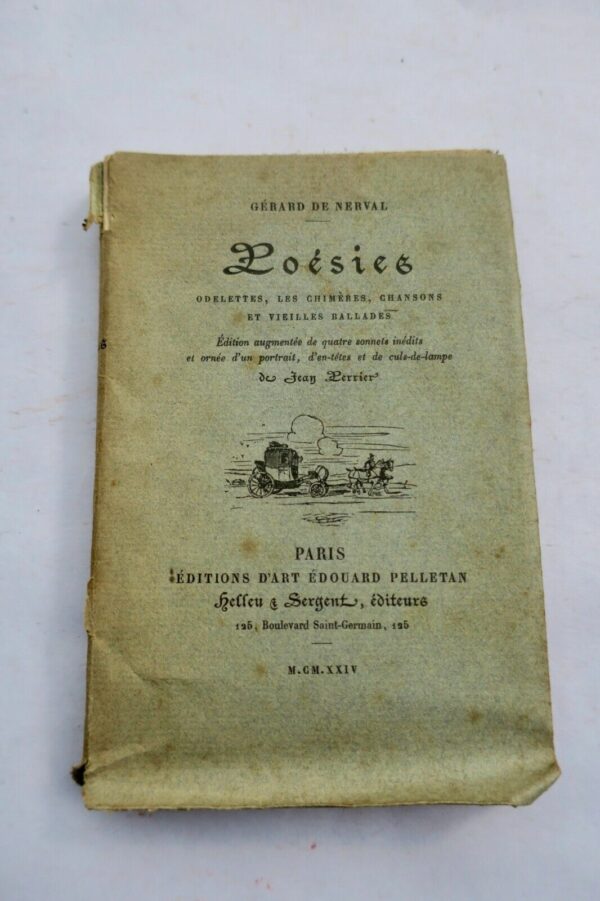 GÉRARD DE NERVAL
Poésies
ODELETTES, LES CHIMÈRES, CHANSONS
ET VIEILLES BALLADES
Édition augmentée de quatre sonnets inédits
et ornée d'un portrait, d'en-têtes et de culs-de-lampe
de Jean Perrier
PARIS
ÉDITIONS D'ART ÉDOUARD PELLETAN
Helleu & Sergent, éditeurs
125, Boulevard Saint-Germain, 125
M.CM.XXIV